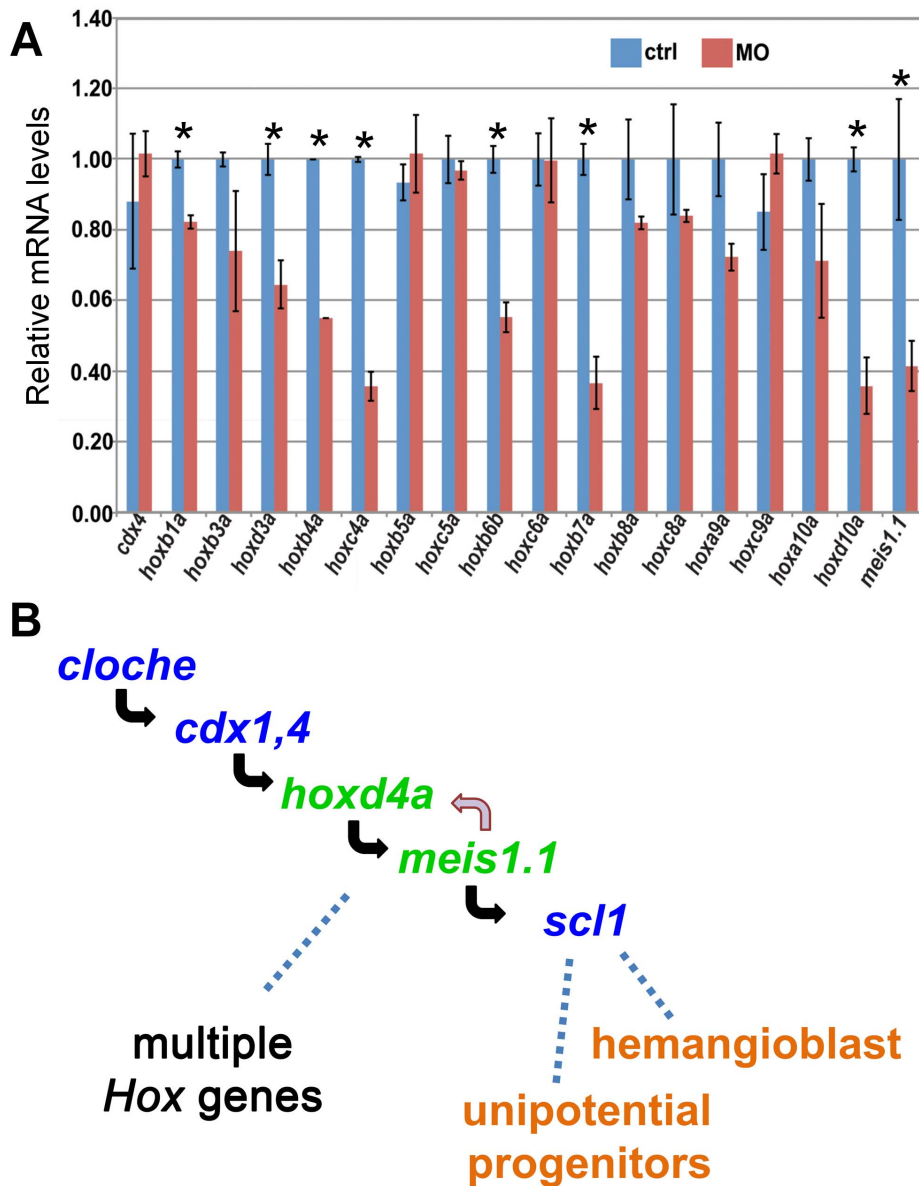 A
Relative mRNA levels
1.40
1.20
1.00
0.80
0.06
0.40
0.20
0.00
ctrl MO
* * * * * * * *
cdx4 hoxb1a hoxb3a hoxd3a hoxb4a hoxc4a hoxb5a hoxc5a hoxb6b hoxc6a hoxb7a hoxb8a hoxc8a hoxa9a hoxc9a hoxa10a hoxd10a meis1.1
B
cloche
cdx1,4
hoxd4a
meis1.1
scl1
multiple
Hox genes
hemangioblast
unipotential
progenitors